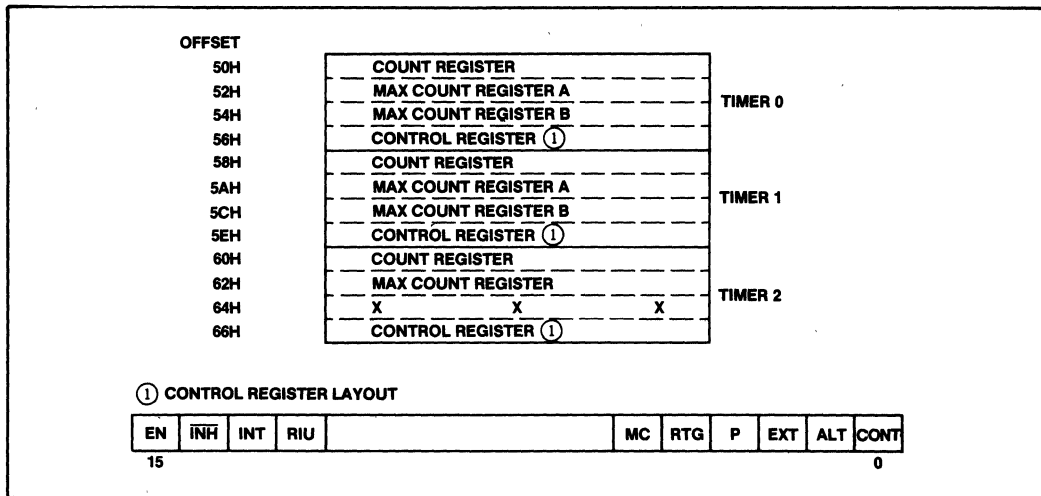 OFFSET
50H COUNT REGISTER
52H MAX COUNT REGISTER A
TIMER 0
54H MAX COUNT REGISTER B
56H CONTROL REGISTER ①
58H COUNT REGISTER
5AH MAX COUNT REGISTER A
TIMER 1
5CH MAX COUNT REGISTER B
5EH CONTROL REGISTER ①
60H COUNT REGISTER
62H MAX COUNT REGISTER
TIMER 2
64H X X X
66H CONTROL REGISTER ①
① CONTROL REGISTER LAYOUT
EN I̅N̅H̅ INT RIU MC RTG P EXT ALT CONT
15 0